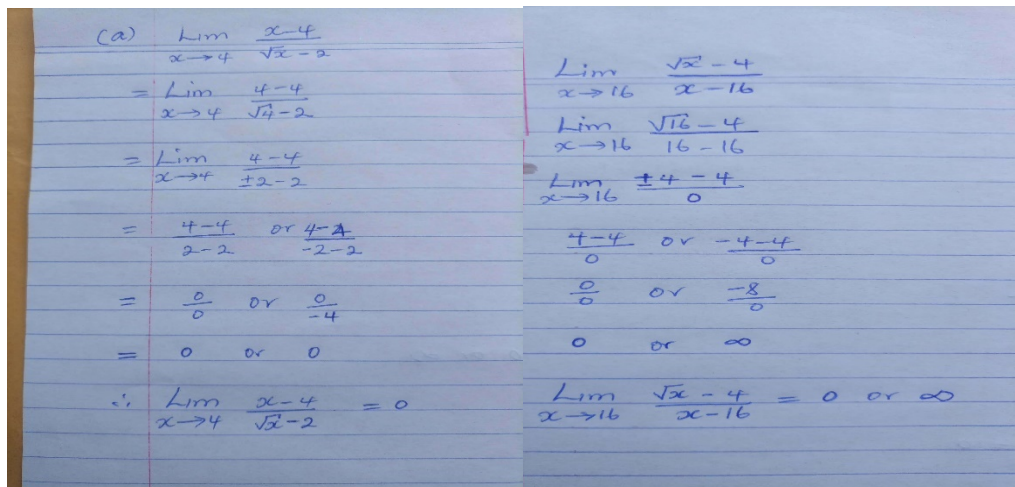 (a) Lim x→4 (x-4)/(√x - 2)
= Lim x→4 (4-4)/(√4 - 2)
= Lim x→4 (4-4)/(±2-2)
= (4-4)/(2-2) or (4-4)/(-2-2)
= 0/0 or 0/-4
= 0 or 0
∴ Lim x→4 (x-4)/(√x - 2) = 0
Lim x→16 (√x - 4)/(x - 16)
Lim x→16 (√16 - 4)/(16 - 16)
Lim x→16 (±4 - 4)/0
(4-4)/0 or (-4-4)/0
0/0 or -8/0
0 or ∞
Lim x→16 (√x - 4)/(x - 16) = 0 or ∞